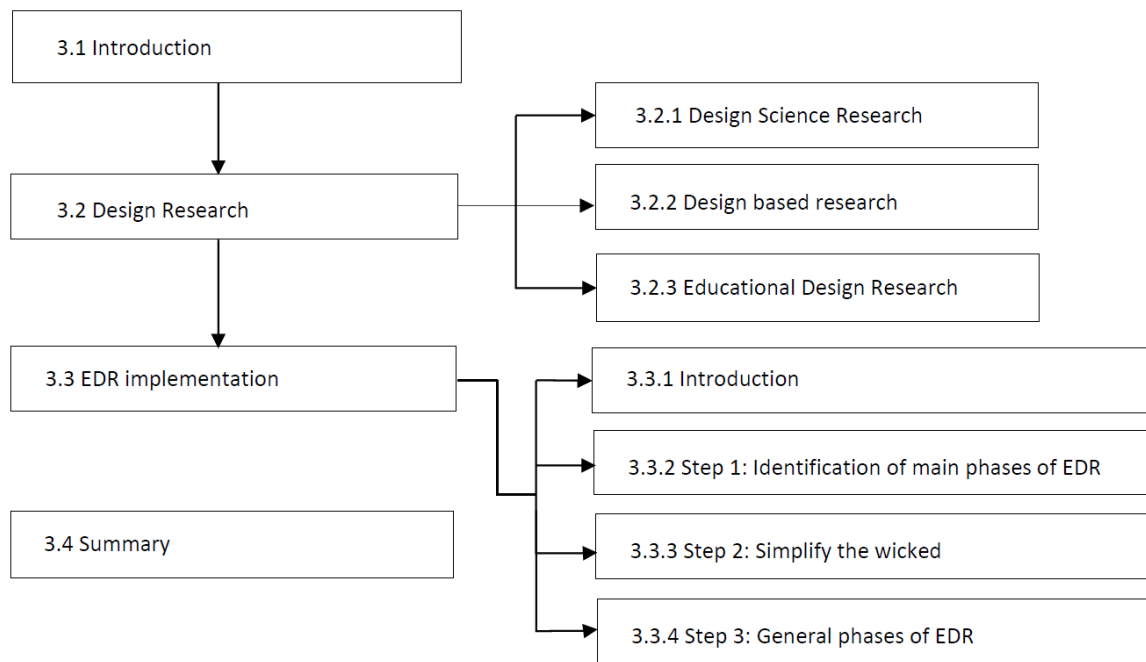 3.1 Introduction
3.2 Design Research
3.2.1 Design Science Research
3.2.2 Design based research
3.2.3 Educational Design Research
3.3 EDR implementation
3.3.1 Introduction
3.3.2 Step 1: Identification of main phases of EDR
3.3.3 Step 2: Simplify the wicked
3.3.4 Step 3: General phases of EDR
3.4 Summary